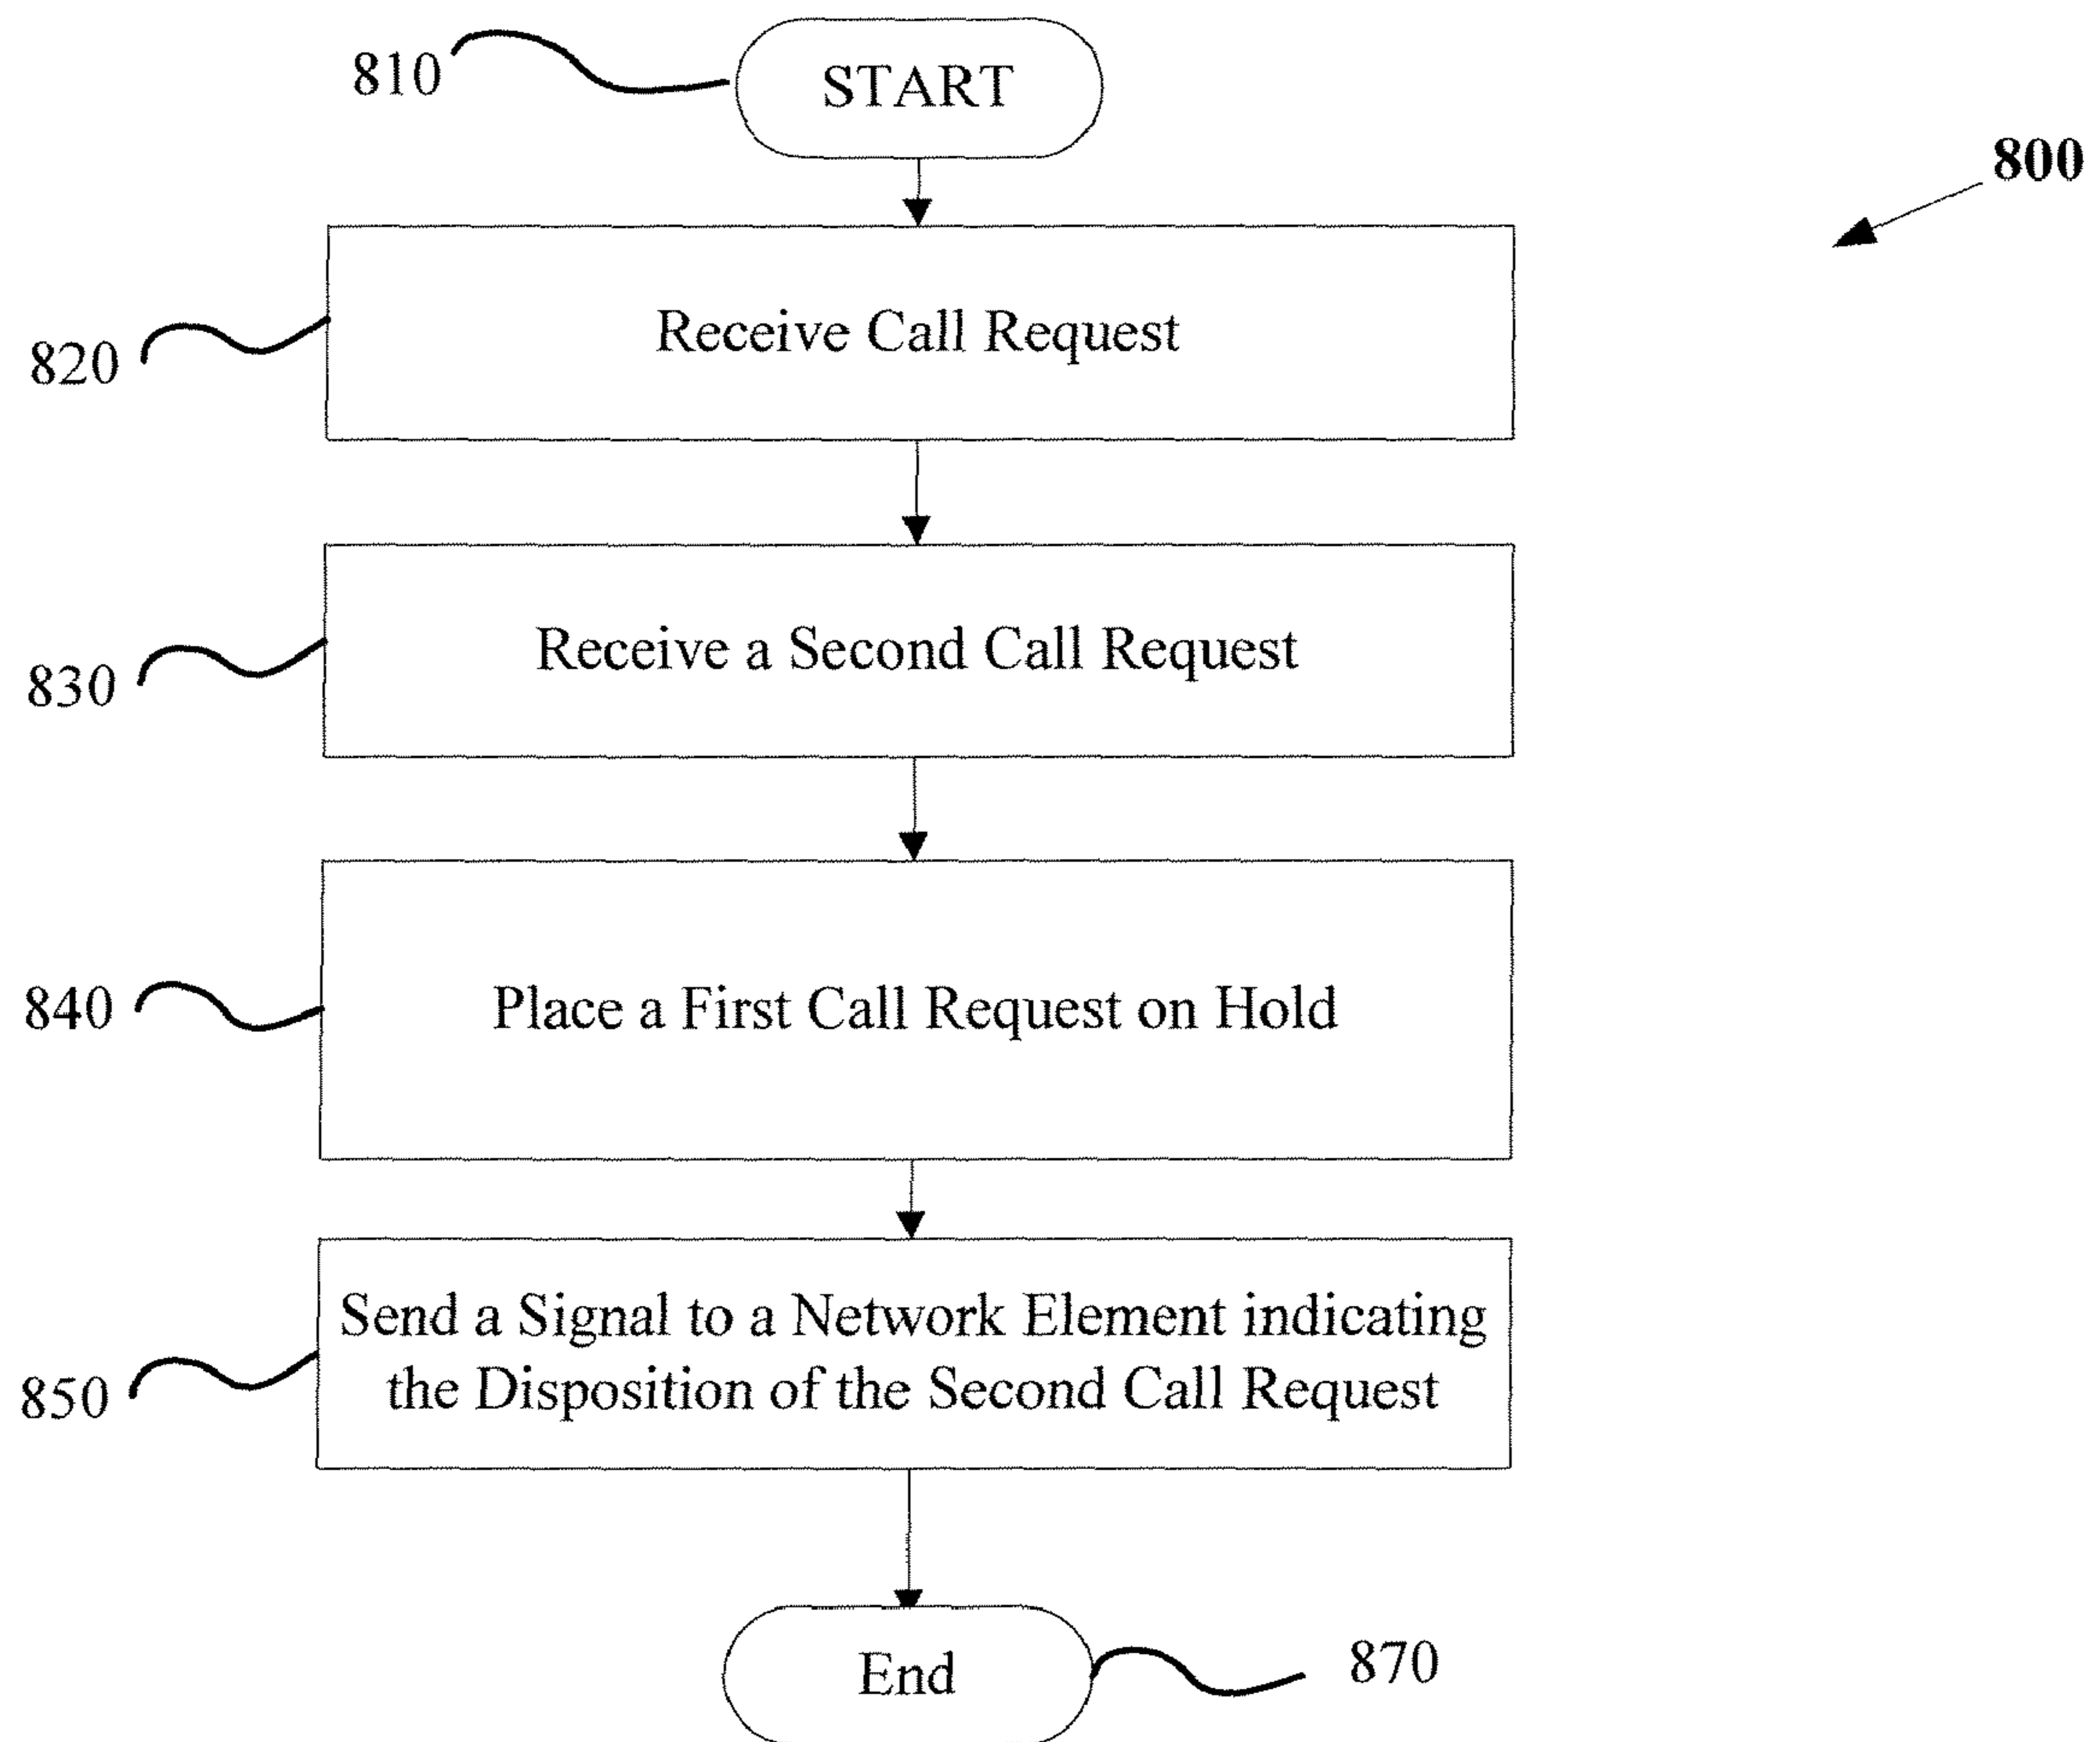 810
START
800
Receive Call Request
820
Receive a Second Call Request
830
Place a First Call Request on Hold
840
Send a Signal to a Network Element indicating
the Disposition of the Second Call Request
850
End
870